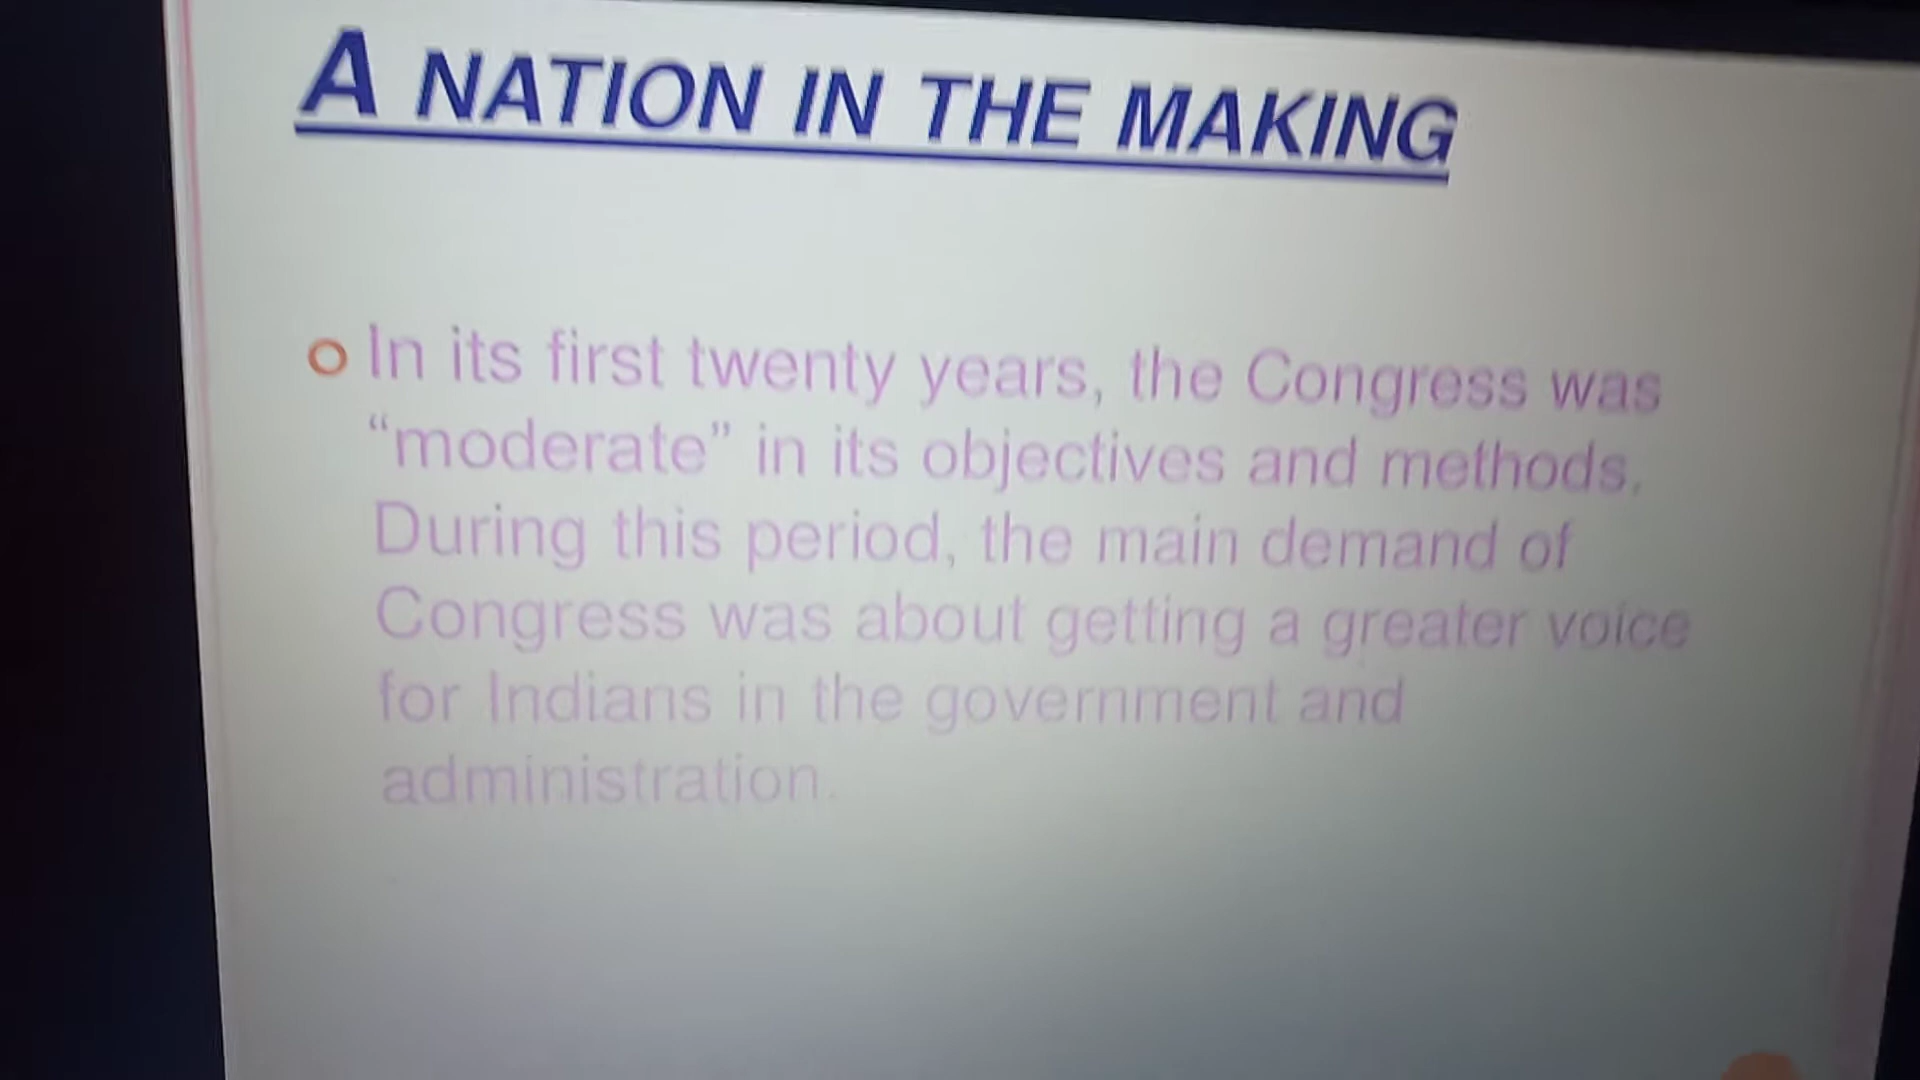 A NATION IN THE MAKING
In its first twenty years, the Congress was
“moderate” in its objectives and methods.
During this period, the main demand of
Congress was about getting a greater voice
for Indians in the government and
administration.